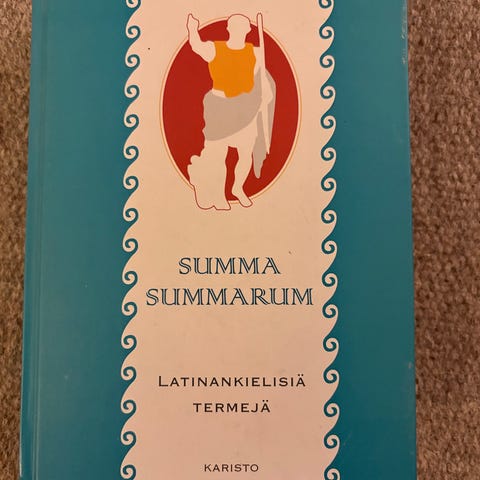 SUMMA
SUMMARUM
LATINANKIELISIÄ
TERMEJÄ
KARISTO